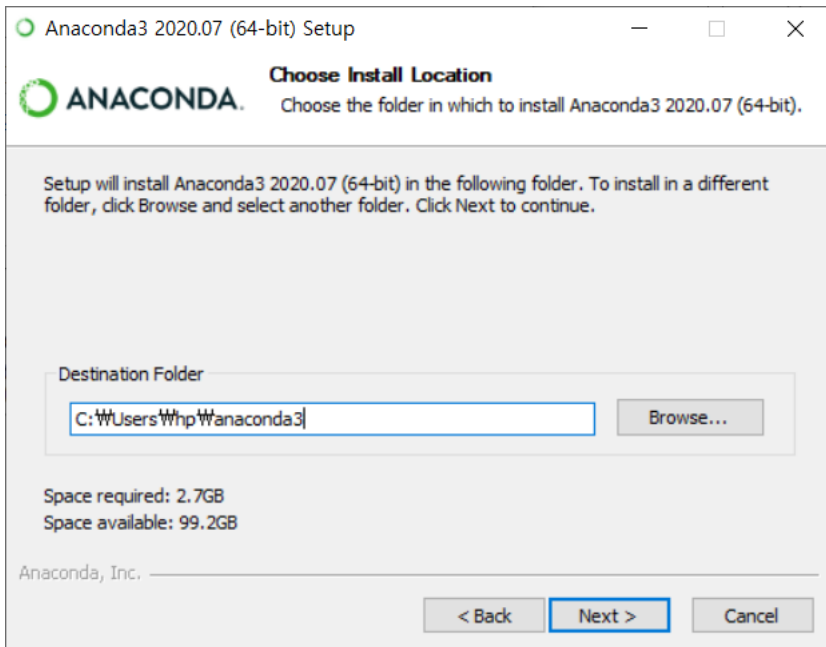 Anaconda3 2020.07 (64-bit) Setup
ANACONDA.
Choose Install Location
Choose the folder in which to install Anaconda3 2020.07 (64-bit).
Setup will install Anaconda3 2020.07 (64-bit) in the following folder. To install in a different
folder, click Browse and select another folder. Click Next to continue.
Destination Folder
C:₩Users₩hp₩anaconda3
Browse...
Space required: 2.7GB
Space available: 99.2GB
Anaconda, Inc.
< Back
Next >
Cancel